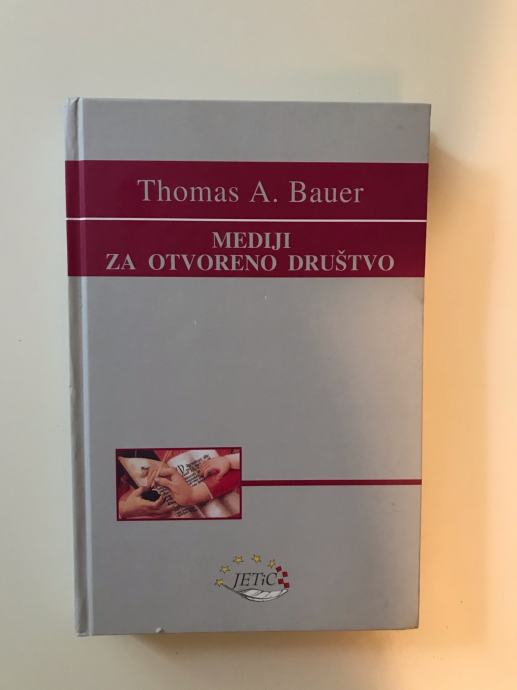 Thomas A. Bauer
MEDIJI
ZA OTVORENO DRUŠTVO
JETiC